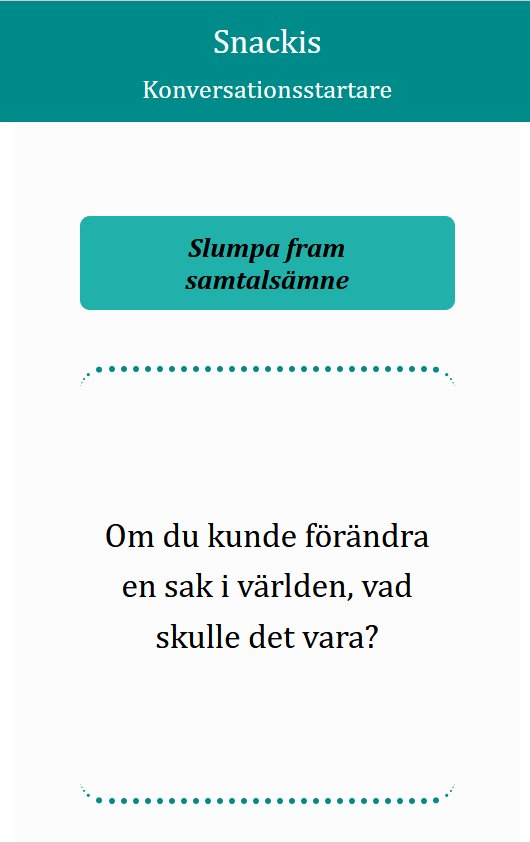 Snackis
Konversationsstartare
Slumpa fram
samtalsämne
Om du kunde förändra
en sak i världen, vad
skulle det vara?